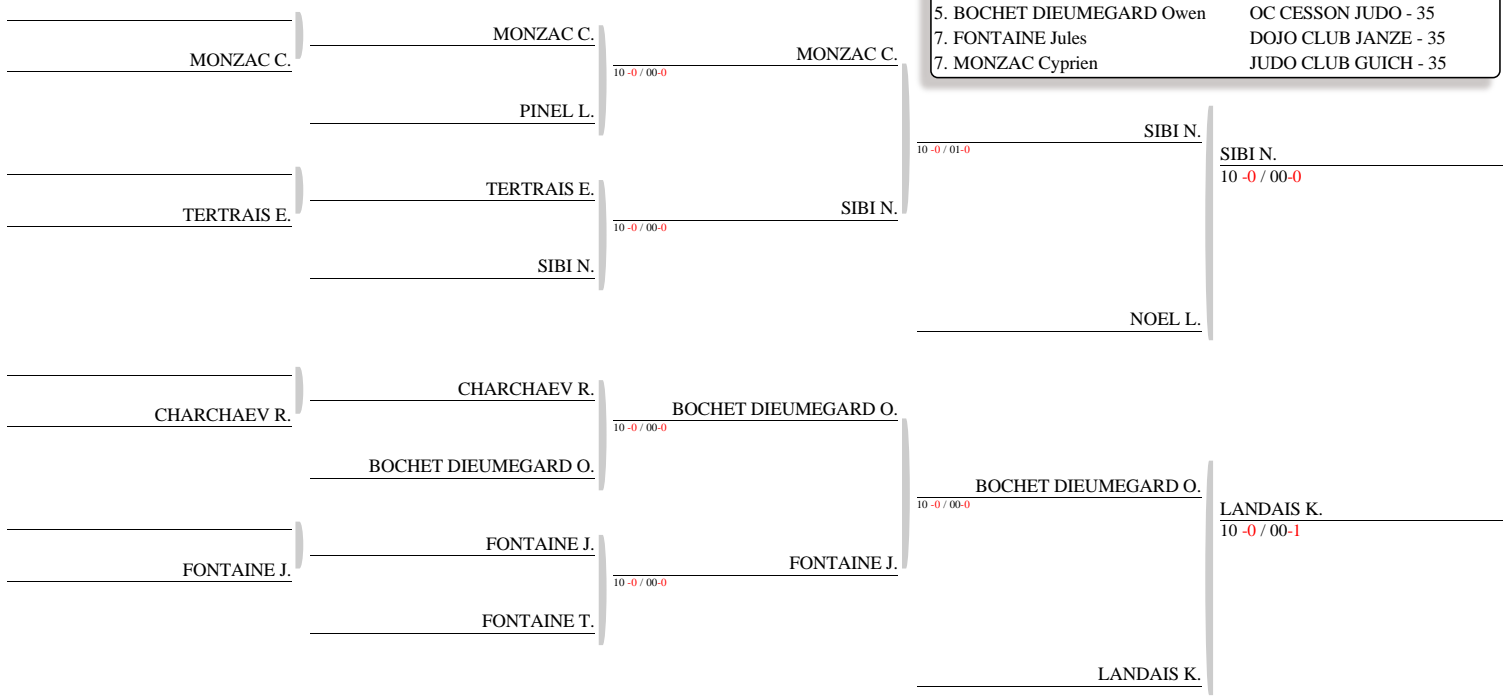 5. BOCHET DIEUMEGARD Owen OC CESSON JUDO - 35
7. FONTAINE Jules DOJO CLUB JANZE - 35
7. MONZAC Cyprien JUDO CLUB GUICH - 35
MONZAC C.
MONZAC C.
10 -0 / 00-0
MONZAC C.
PINEL L.
SIBI N.
10 -0 / 01-0
SIBI N.
10 -0 / 00-0
TERTRAIS E.
TERTRAIS E.
10 -0 / 00-0
SIBI N.
SIBI N.
NOEL L.
CHARCHAEV R.
CHARCHAEV R.
10 -0 / 00-0
BOCHET DIEUMEGARD O.
BOCHET DIEUMEGARD O.
BOCHET DIEUMEGARD O.
10 -0 / 00-0
LANDAIS K.
10 -0 / 00-1
FONTAINE J.
FONTAINE J.
10 -0 / 00-0
FONTAINE J.
FONTAINE T.
LANDAIS K.